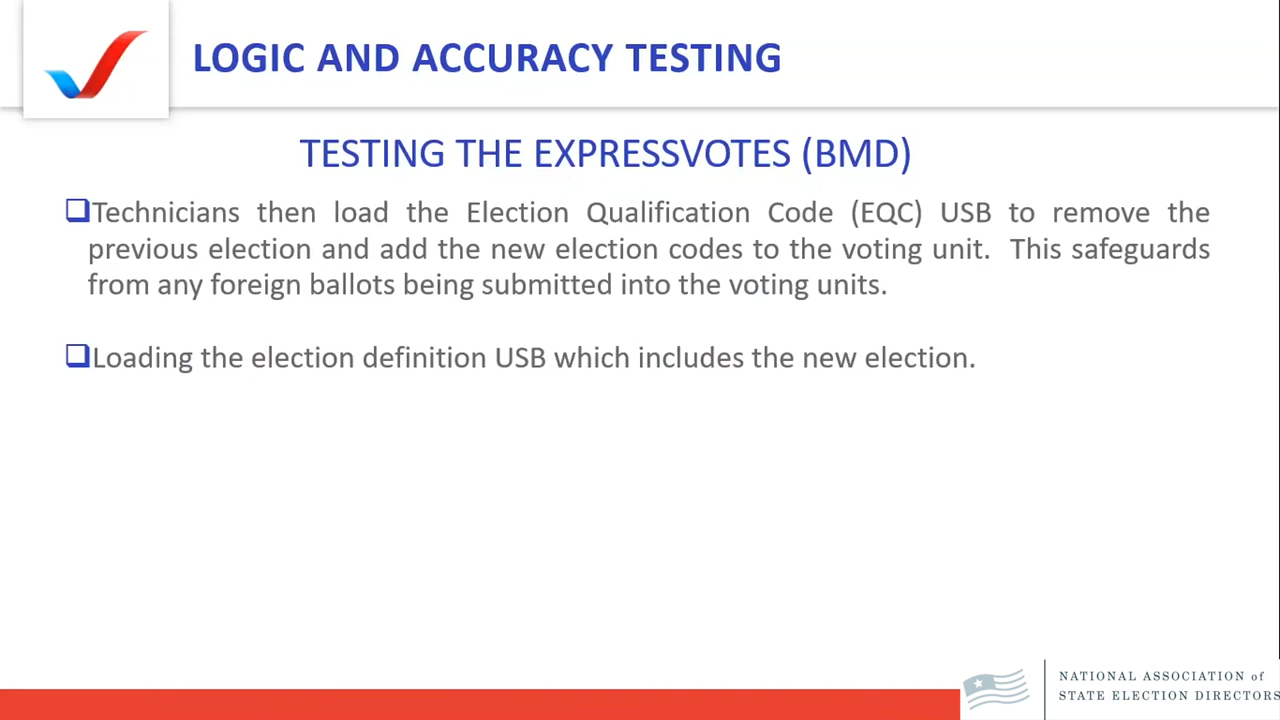 LOGIC AND ACCURACY TESTING
TESTING THE EXPRESSVOTES (BMD)
Technicians then load the Election Qualification Code (EQC) USB to remove the
previous election and add the new election codes to the voting unit. This safeguards
from any foreign ballots being submitted into the voting units.
Loading the election definition USB which includes the new election.
NATIONAL ASSOCIATION of
STATE ELECTION DIRECTORS